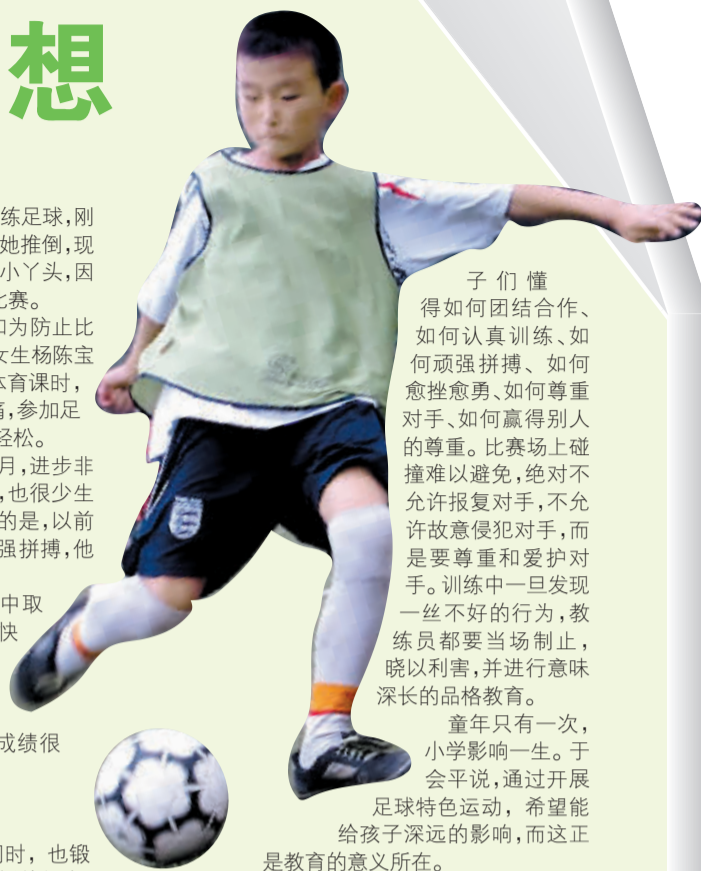 想
练足球,刚
她推倒,现
小丫头,因
比赛。
和为防止比
女生杨陈宝
体育课时,
痛,参加足
轻松。
月,进步非
,也很少生
的是,以前
强拼搏,他
中取
快
成绩很
同时,也锻
子们懂
得如何团结合作、
如何认真训练、如
何顽强拼搏、如何
愈挫愈勇、如何尊重
对手、如何赢得别人
的尊重。比赛场上碰
撞难以避免,绝对不
允许报复对手,不允
许故意侵犯对手,而
是要尊重和爱护对
手。训练中一旦发现
一丝不好的行为,教
练员都要当场制止,
晓以利害,并进行意味
深长的品格教育。
童年只有一次,
小学影响一生。于
会平说,通过开展
足球特色运动,希望能
给孩子深远的影响,而这正
是教育的意义所在。